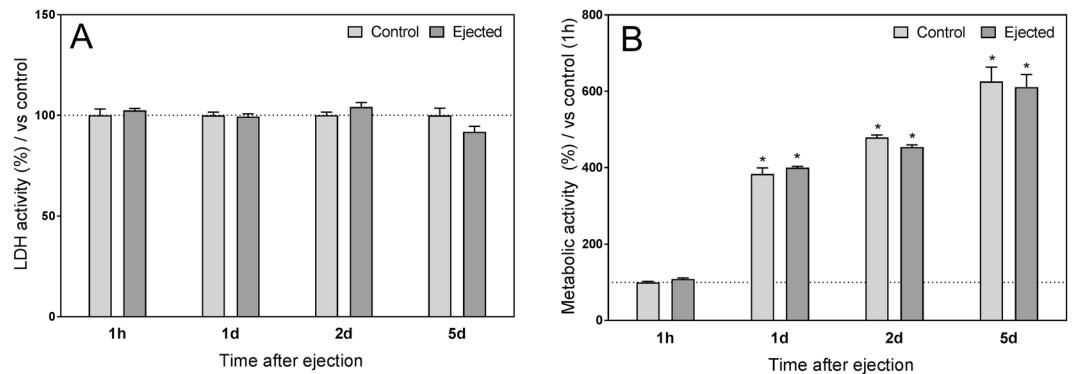 A
Control
Ejected
LDH activity (%) / vs control
150
100
50
0
1h
1d
2d
5d
Time after ejection
B
Control
Ejected
Metabolic activity (%) / vs control (1h)
800
600
400
200
0
*
*
*
*
*
*
1h
1d
2d
5d
Time after ejection